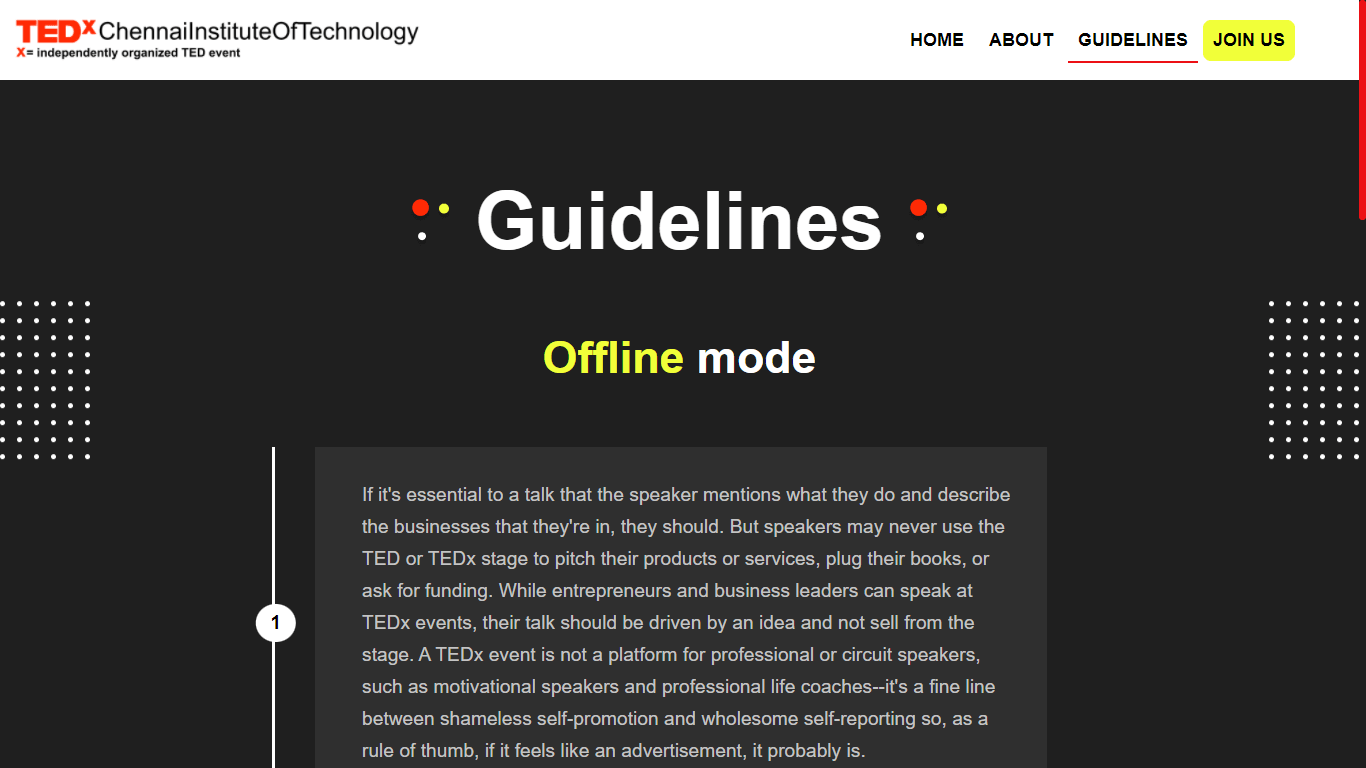 TEDxChennaiInstituteOfTechnology
X= independently organized TED event
HOME ABOUT GUIDELINES JOIN US
Guidelines
Offline mode
If it's essential to a talk that the speaker mentions what they do and describe
the businesses that they're in, they should. But speakers may never use the
TED or TEDx stage to pitch their products or services, plug their books, or
ask for funding. While entrepreneurs and business leaders can speak at
1
TEDx events, their talk should be driven by an idea and not sell from the
stage. A TEDx event is not a platform for professional or circuit speakers,
such as motivational speakers and professional life coaches--it's a fine line
between shameless self-promotion and wholesome self-reporting so, as a
rule of thumb, if it feels like an advertisement, it probably is.